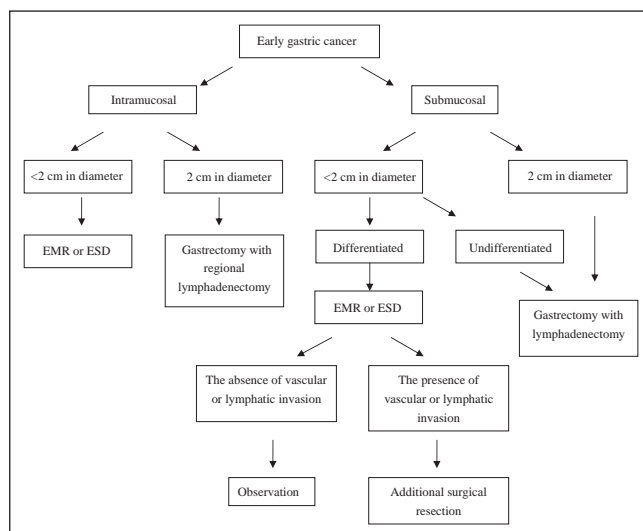 Early gastric cancer
Intramucosal
Submucosal
<2 cm in diameter
2 cm in diameter
<2 cm in diameter
2 cm in diameter
EMR or ESD
Gastrectomy with
regional
lymphadenectomy
Differentiated
Undifferentiated
EMR or ESD
Gastrectomy with
lymphadenectomy
The absence of vascular
or lymphatic invasion
The presence of
vascular or lymphatic
invasion
Observation
Additional surgical
resection